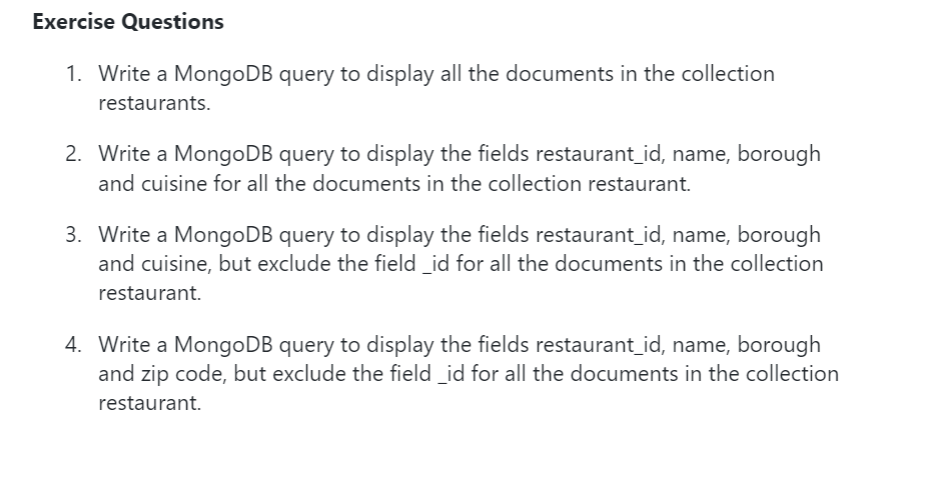 Exercise Questions
1. Write a MongoDB query to display all the documents in the collection
restaurants.
2. Write a MongoDB query to display the fields restaurant_id, name, borough
and cuisine for all the documents in the collection restaurant.
3. Write a MongoDB query to display the fields restaurant_id, name, borough
and cuisine, but exclude the field _id for all the documents in the collection
restaurant.
4. Write a MongoDB query to display the fields restaurant_id, name, borough
and zip code, but exclude the field _id for all the documents in the collection
restaurant.